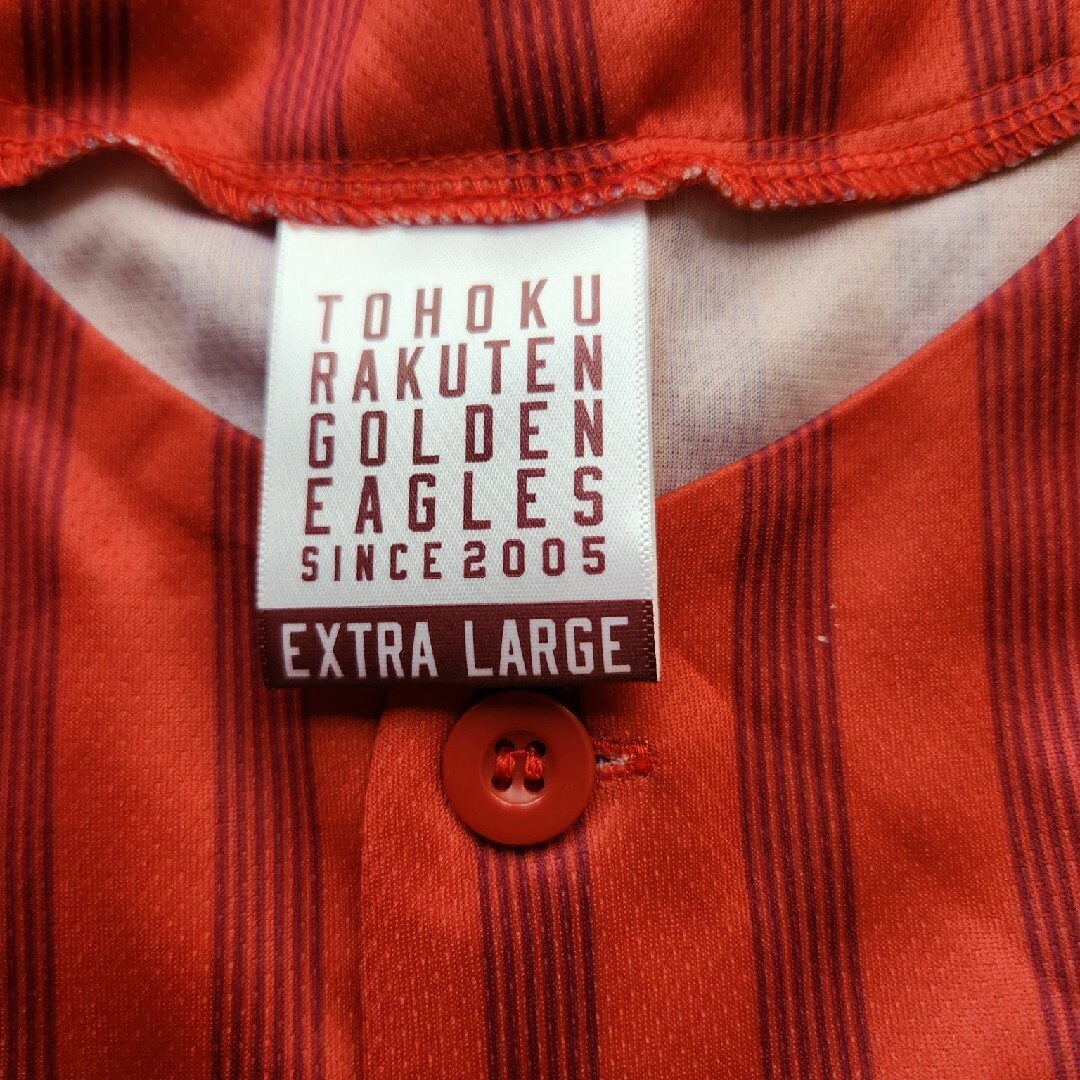 TOHOKU
RAKUTEN
GOLDEN
EAGLES
SINCE 2005
EXTRA LARGE